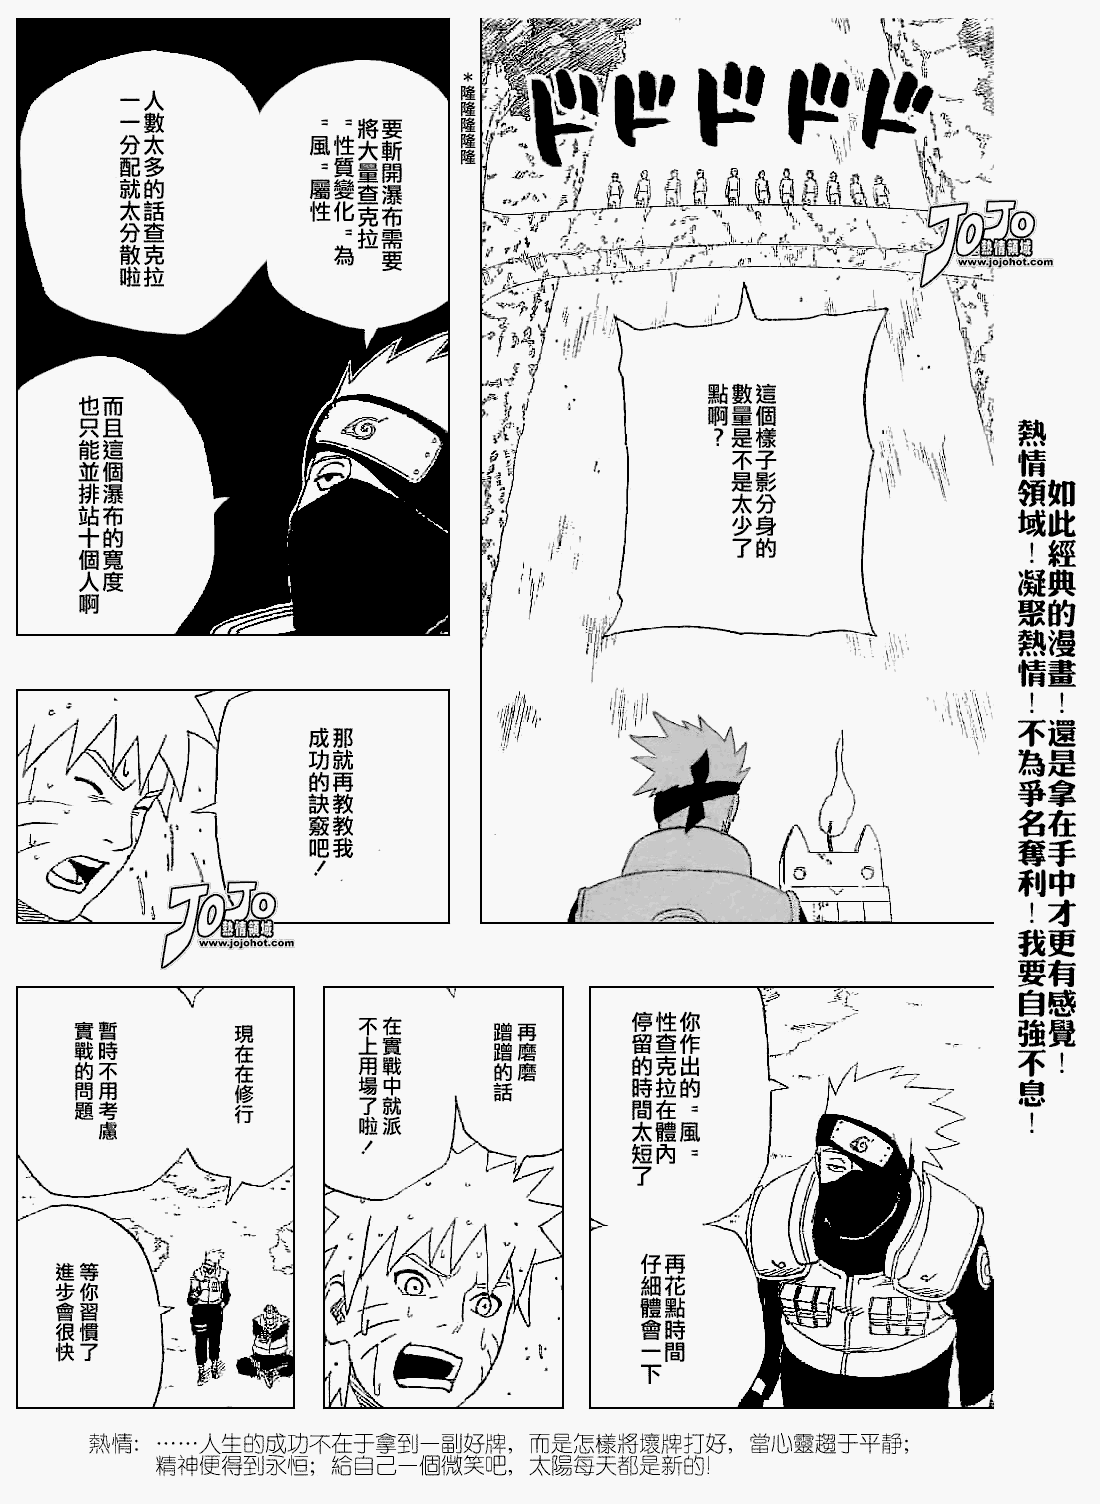 ドドドドド
＊隆隆隆隆隆
JOJO
熱情領域
www.jojohot.com
這個樣子影分身的
數量是不是太少了
點啊？
要斬開瀑布需要
將大量查克拉
〝性質變化〞為
〝風〞屬性
人數太多的話查克拉
一一分配就太分散啦
而且這個瀑布的寬度
也只能並排站十個人啊
那就再教教我
成功的訣竅吧！
JOJO
熱情領域
www.jojohot.com
你作出的〝風〞
性查克拉在體內
停留的時間太短了
再花點時間
仔細體會一下
再磨磨
蹭蹭的話
在實戰中就派
不上用場了啦！
現在在修行
暫時不用考慮
實戰的問題
等你習慣了
進步會很快
如此經典的漫畫！還是拿在手中才更有感覺！
熱情領域！凝聚熱情！不為爭名奪利！我要自強不息！
熱情：……人生的成功不在于拿到一副好牌，而是怎樣將壞牌打好，當心靈趨于平靜；
精神便得到永恒；給自己一個微笑吧，太陽每天都是新的！